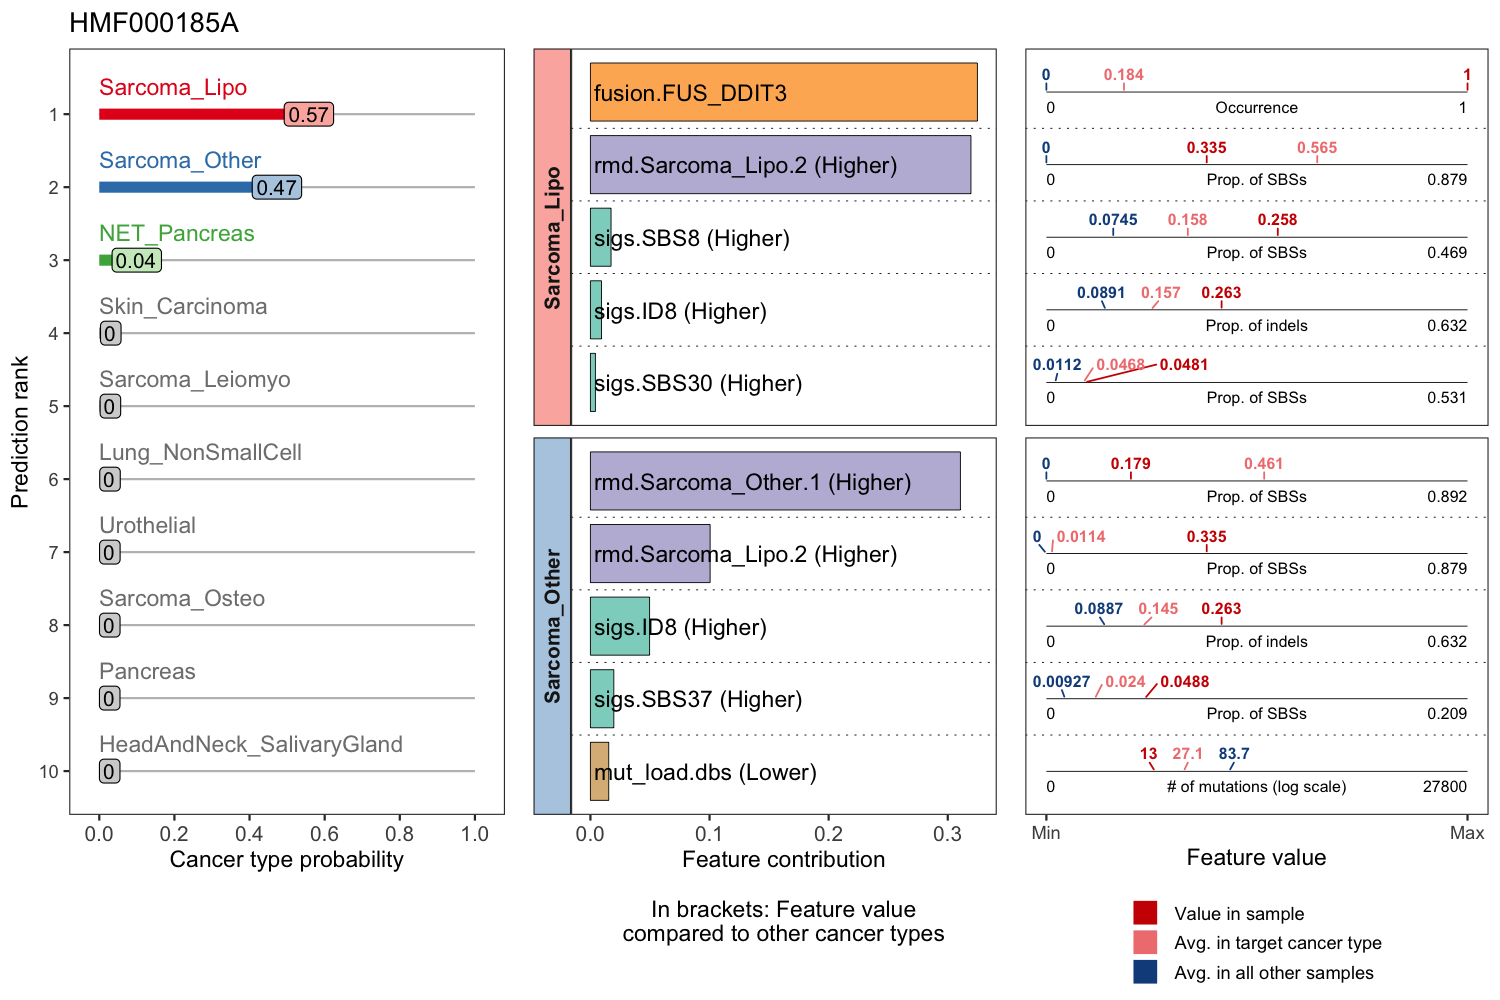 HMF000185A
Prediction rank
Sarcoma_Lipo
1
0.57
Sarcoma_Other
2
0.47
NET_Pancreas
3
0.04
Skin_Carcinoma
4
0
Sarcoma_Leiomyo
5
0
Lung_NonSmallCell
6
0
Urothelial
7
0
Sarcoma_Osteo
8
0
Pancreas
9
0
HeadAndNeck_SalivaryGland
10
0
0.0 0.2 0.4 0.6 0.8 1.0
Cancer type probability
Sarcoma_Lipo
fusion.FUS_DDIT3
rmd.Sarcoma_Lipo.2 (Higher)
sigs.SBS8 (Higher)
sigs.ID8 (Higher)
sigs.SBS30 (Higher)
Sarcoma_Other
rmd.Sarcoma_Other.1 (Higher)
rmd.Sarcoma_Lipo.2 (Higher)
sigs.ID8 (Higher)
sigs.SBS37 (Higher)
mut_load.dbs (Lower)
0.0 0.1 0.2 0.3
Feature contribution
In brackets: Feature value
compared to other cancer types
0 0.184 1
0 Occurrence 1
0 0.335 0.565
0 Prop. of SBSs 0.879
0.0745 0.158 0.258
0 Prop. of SBSs 0.469
0.0891 0.157 0.263
0 Prop. of indels 0.632
0.0112 0.0468 0.0481
0 Prop. of SBSs 0.531
0 0.179 0.461
0 Prop. of SBSs 0.892
0 0.0114 0.335
0 Prop. of SBSs 0.879
0.0887 0.145 0.263
0 Prop. of indels 0.632
0.00927 0.024 0.0488
0 Prop. of SBSs 0.209
13 27.1 83.7
0 # of mutations (log scale) 27800
Min Max
Feature value
Value in sample
Avg. in target cancer type
Avg. in all other samples